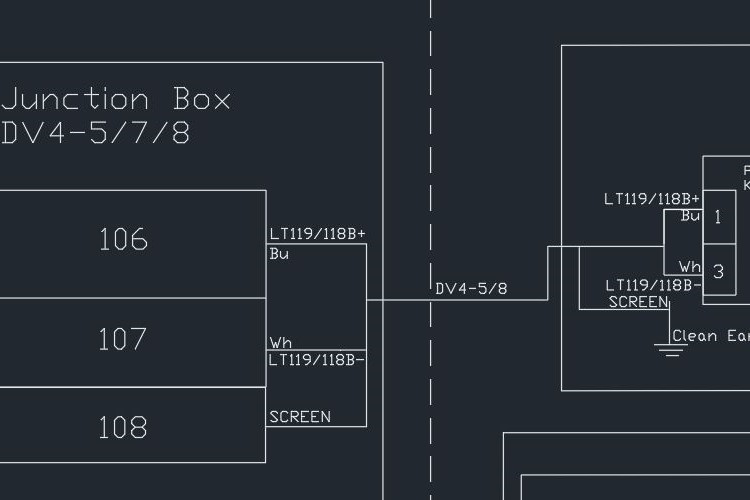 Junction Box
DV4-5/7/8
106
LT119/118B+
Bu
107
Wh
LT119/118B-
108
SCREEN
DV4-5/8
LT119/118B+
Bu
1
Wh
3
LT119/118B-
SCREEN
Clean